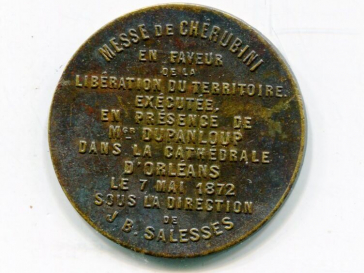 MESSE DE CHÉRUBINI
EN FAVEUR
DE LA
LIBÉRATION DU TERRITOIRE.
EXÉCUTÉE.
EN PRÉSENCE DE
MGR DUPANLOUP
DANS LA CATHÉDRALE
D'ORLÉANS
LE 7 MAI 1872
SOUS LA DIRECTION
DE
J. B. SALESSES